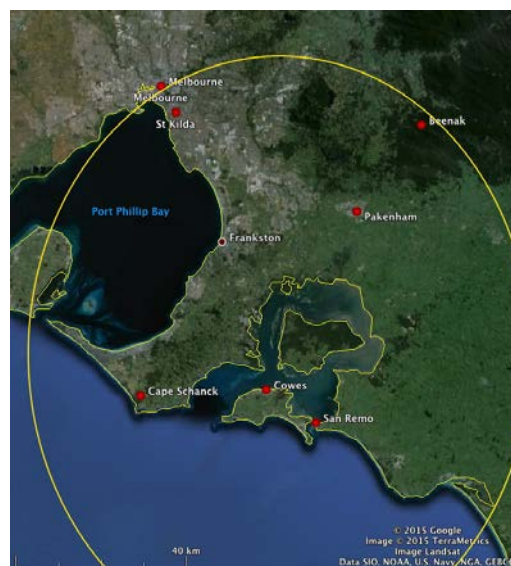 Melbourne
Melbourne
St Kilda
Beenak
Port Phillip Bay
Pakenham
Frankston
Cowes
Cape Schanck
San Remo
© 2015 Google
Image © 2015 TerraMetrics
Image Landsat
40 km
Data SIO, NOAA, U.S. Navy, NGA, GEBC